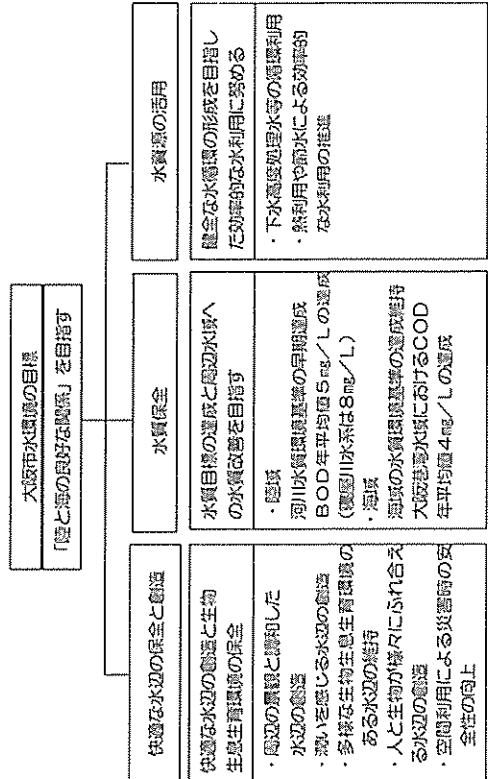 大阪市水環境の目標
「陸と海の良好な関係」を目指す
快適な水辺の保全と創造
快適な水辺の創造と生物
生息生育環境の保全
・周辺の景観と調和した
水辺の創造
・潤いを感じる水辺の創造
・多様な生物生息生育環境の
ある水辺の維持
・人と生物が様々にふれ合え
る水辺の創造
・空間利用による災害時の安
全性の向上
水質保全
水質目標の達成と周辺水域へ
の水質改善を目指す
・陸域
河川水質環境基準の早期達成
BOD年平均値5mg/Lの達成
(寝屋川水系は8mg/L)
・海域
海域の水質環境基準の達成維持
大阪港湾水域におけるCOD
年平均値4mg/Lの達成
水資源の活用
健全な水循環の形成を目指し
た効率的な水利用に努める
・下水高度処理水等の循環利用
・熱利用や節水による効率的
な水利用の推進